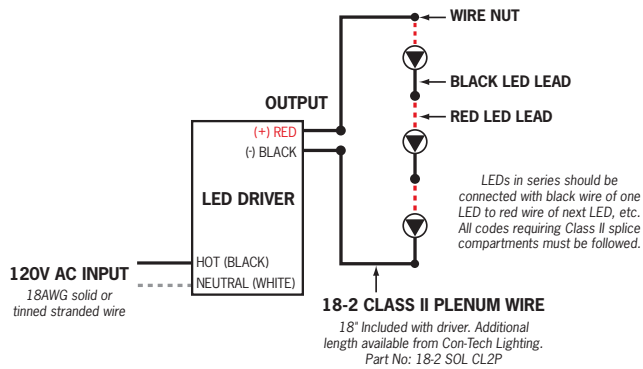 WIRE NUT
BLACK LED LEAD
OUTPUT
RED LED LEAD
(+) RED
(-) BLACK
LED DRIVER
LEDs in series should be
connected with black wire of one
LED to red wire of next LED, etc.
All codes requiring Class II splice
compartments must be followed.
HOT (BLACK)
120V AC INPUT
NEUTRAL (WHITE)
18AWG solid or
tinned stranded wire
18-2 CLASS II PLENUM WIRE
18" Included with driver. Additional
length available from Con-Tech Lighting.
Part No: 18-2 SOL CL2P